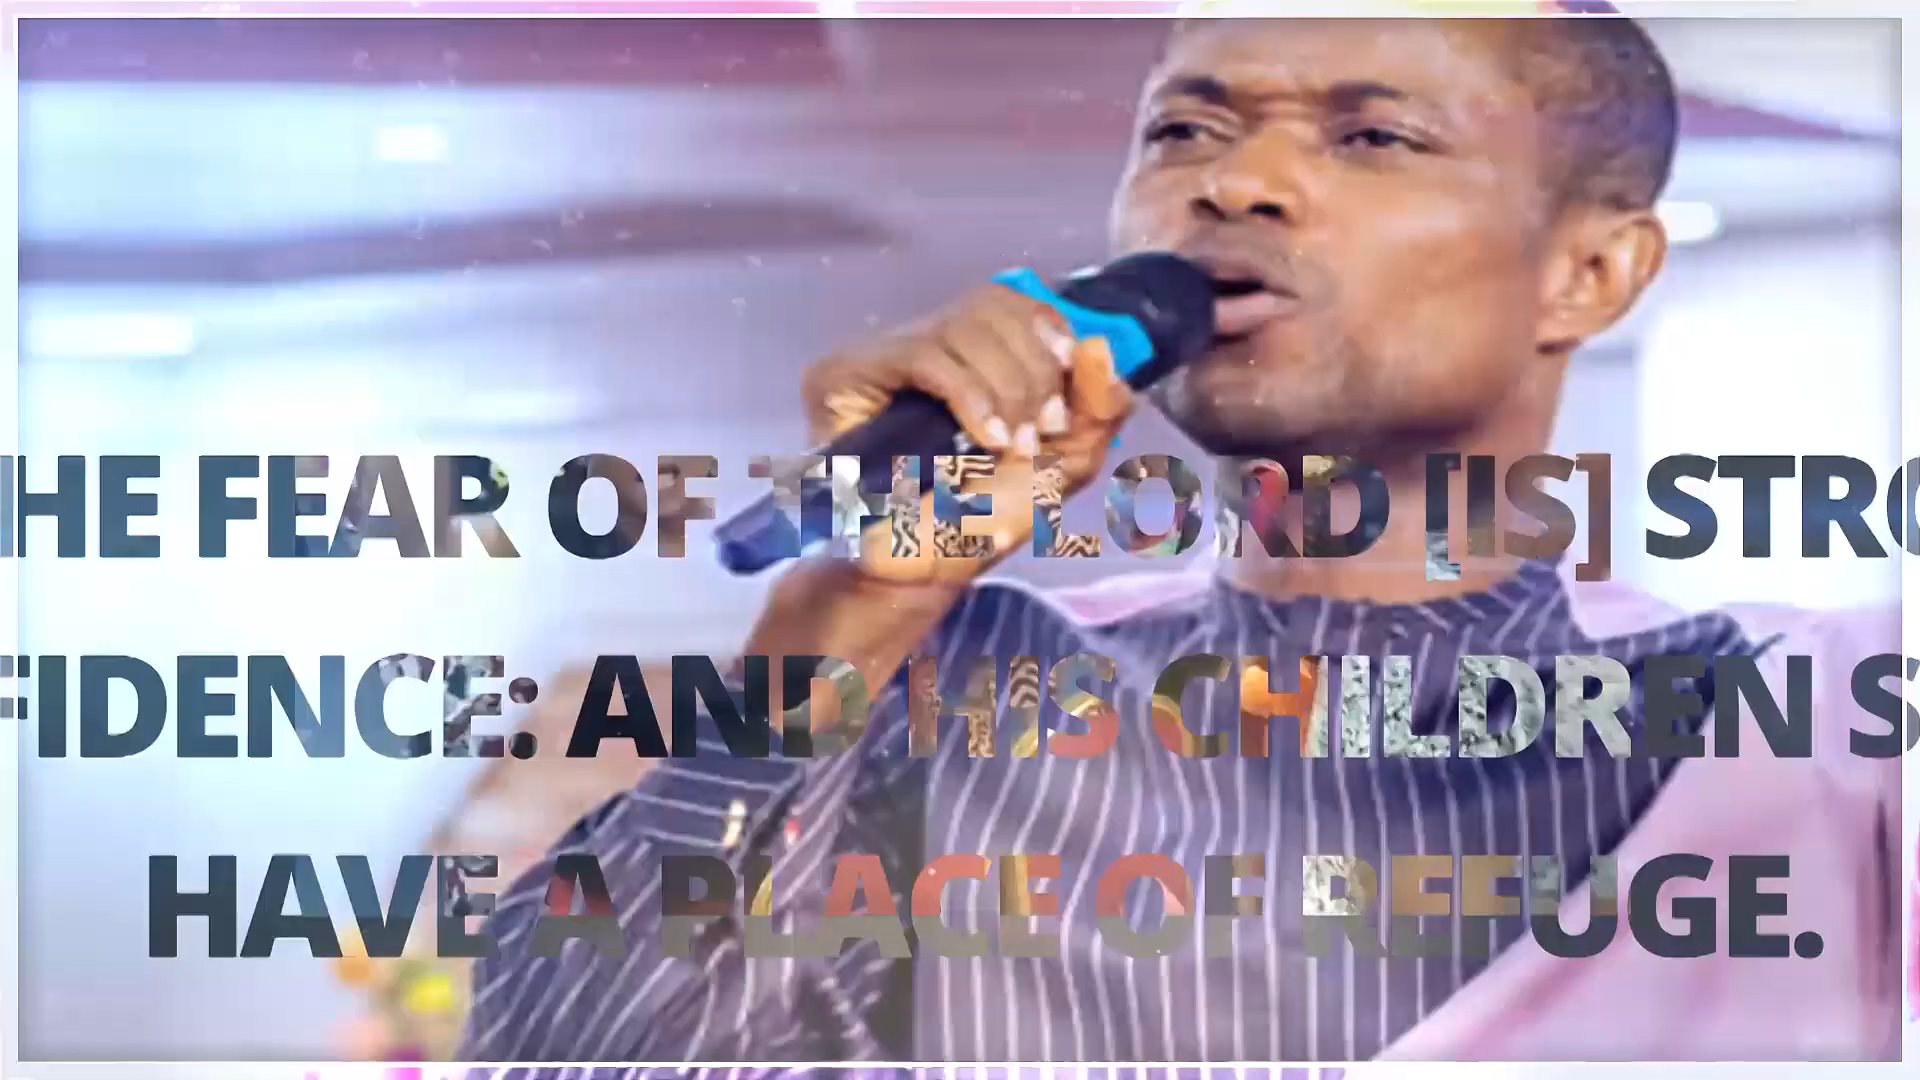 HE FEAR OF THE LORD [IS] STRO
FIDENCE: AND HIS CHILDREN S
HAVE A PLACE OF REFUGE.